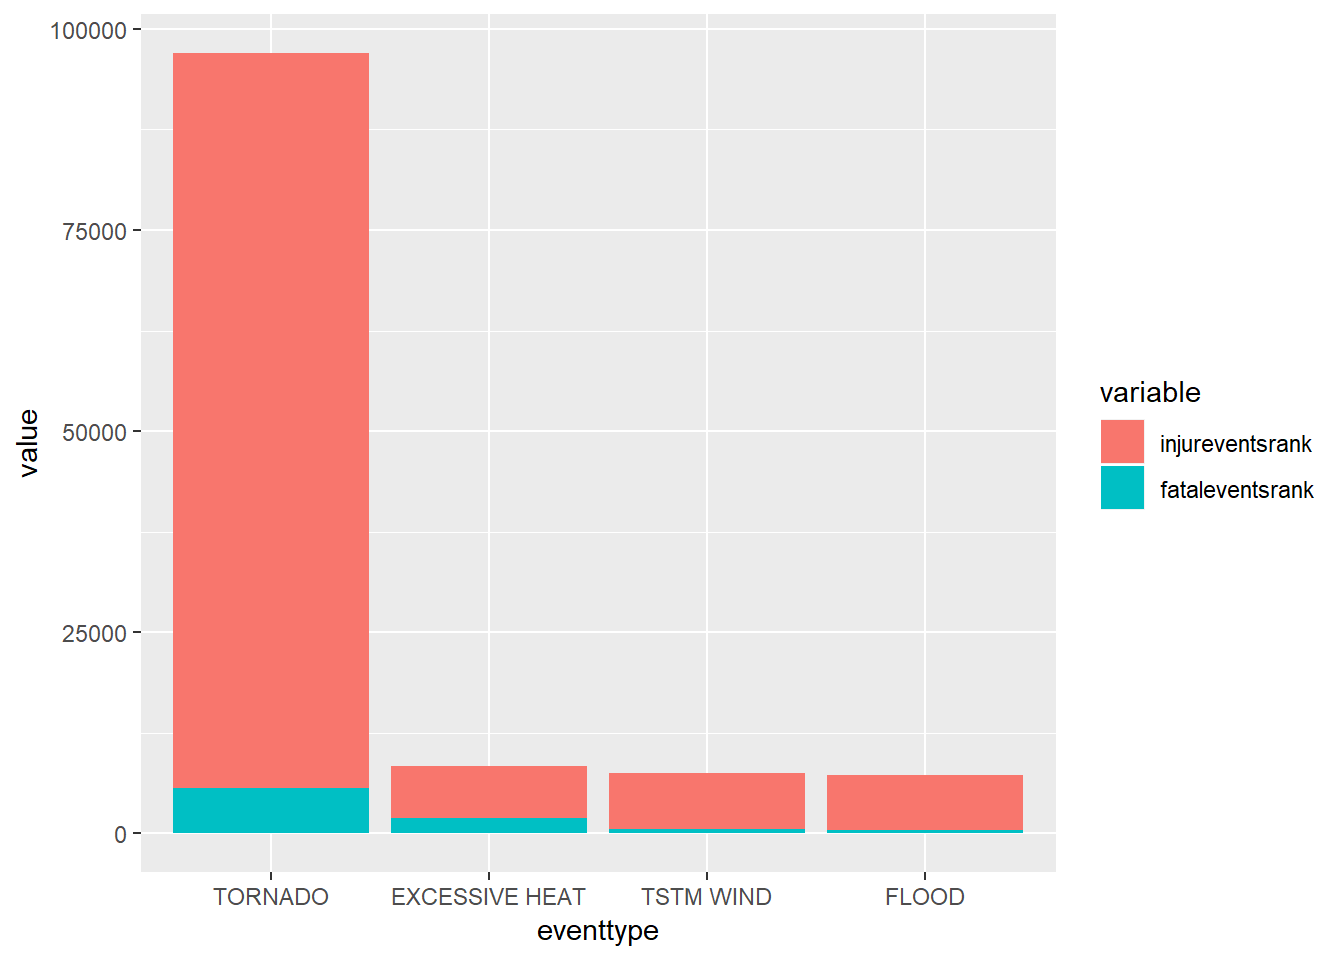 100000
75000
50000
25000
0
value
TORNADO
EXCESSIVE HEAT
TSTM WIND
FLOOD
eventtype
variable
injureventsrank
fataleventsrank